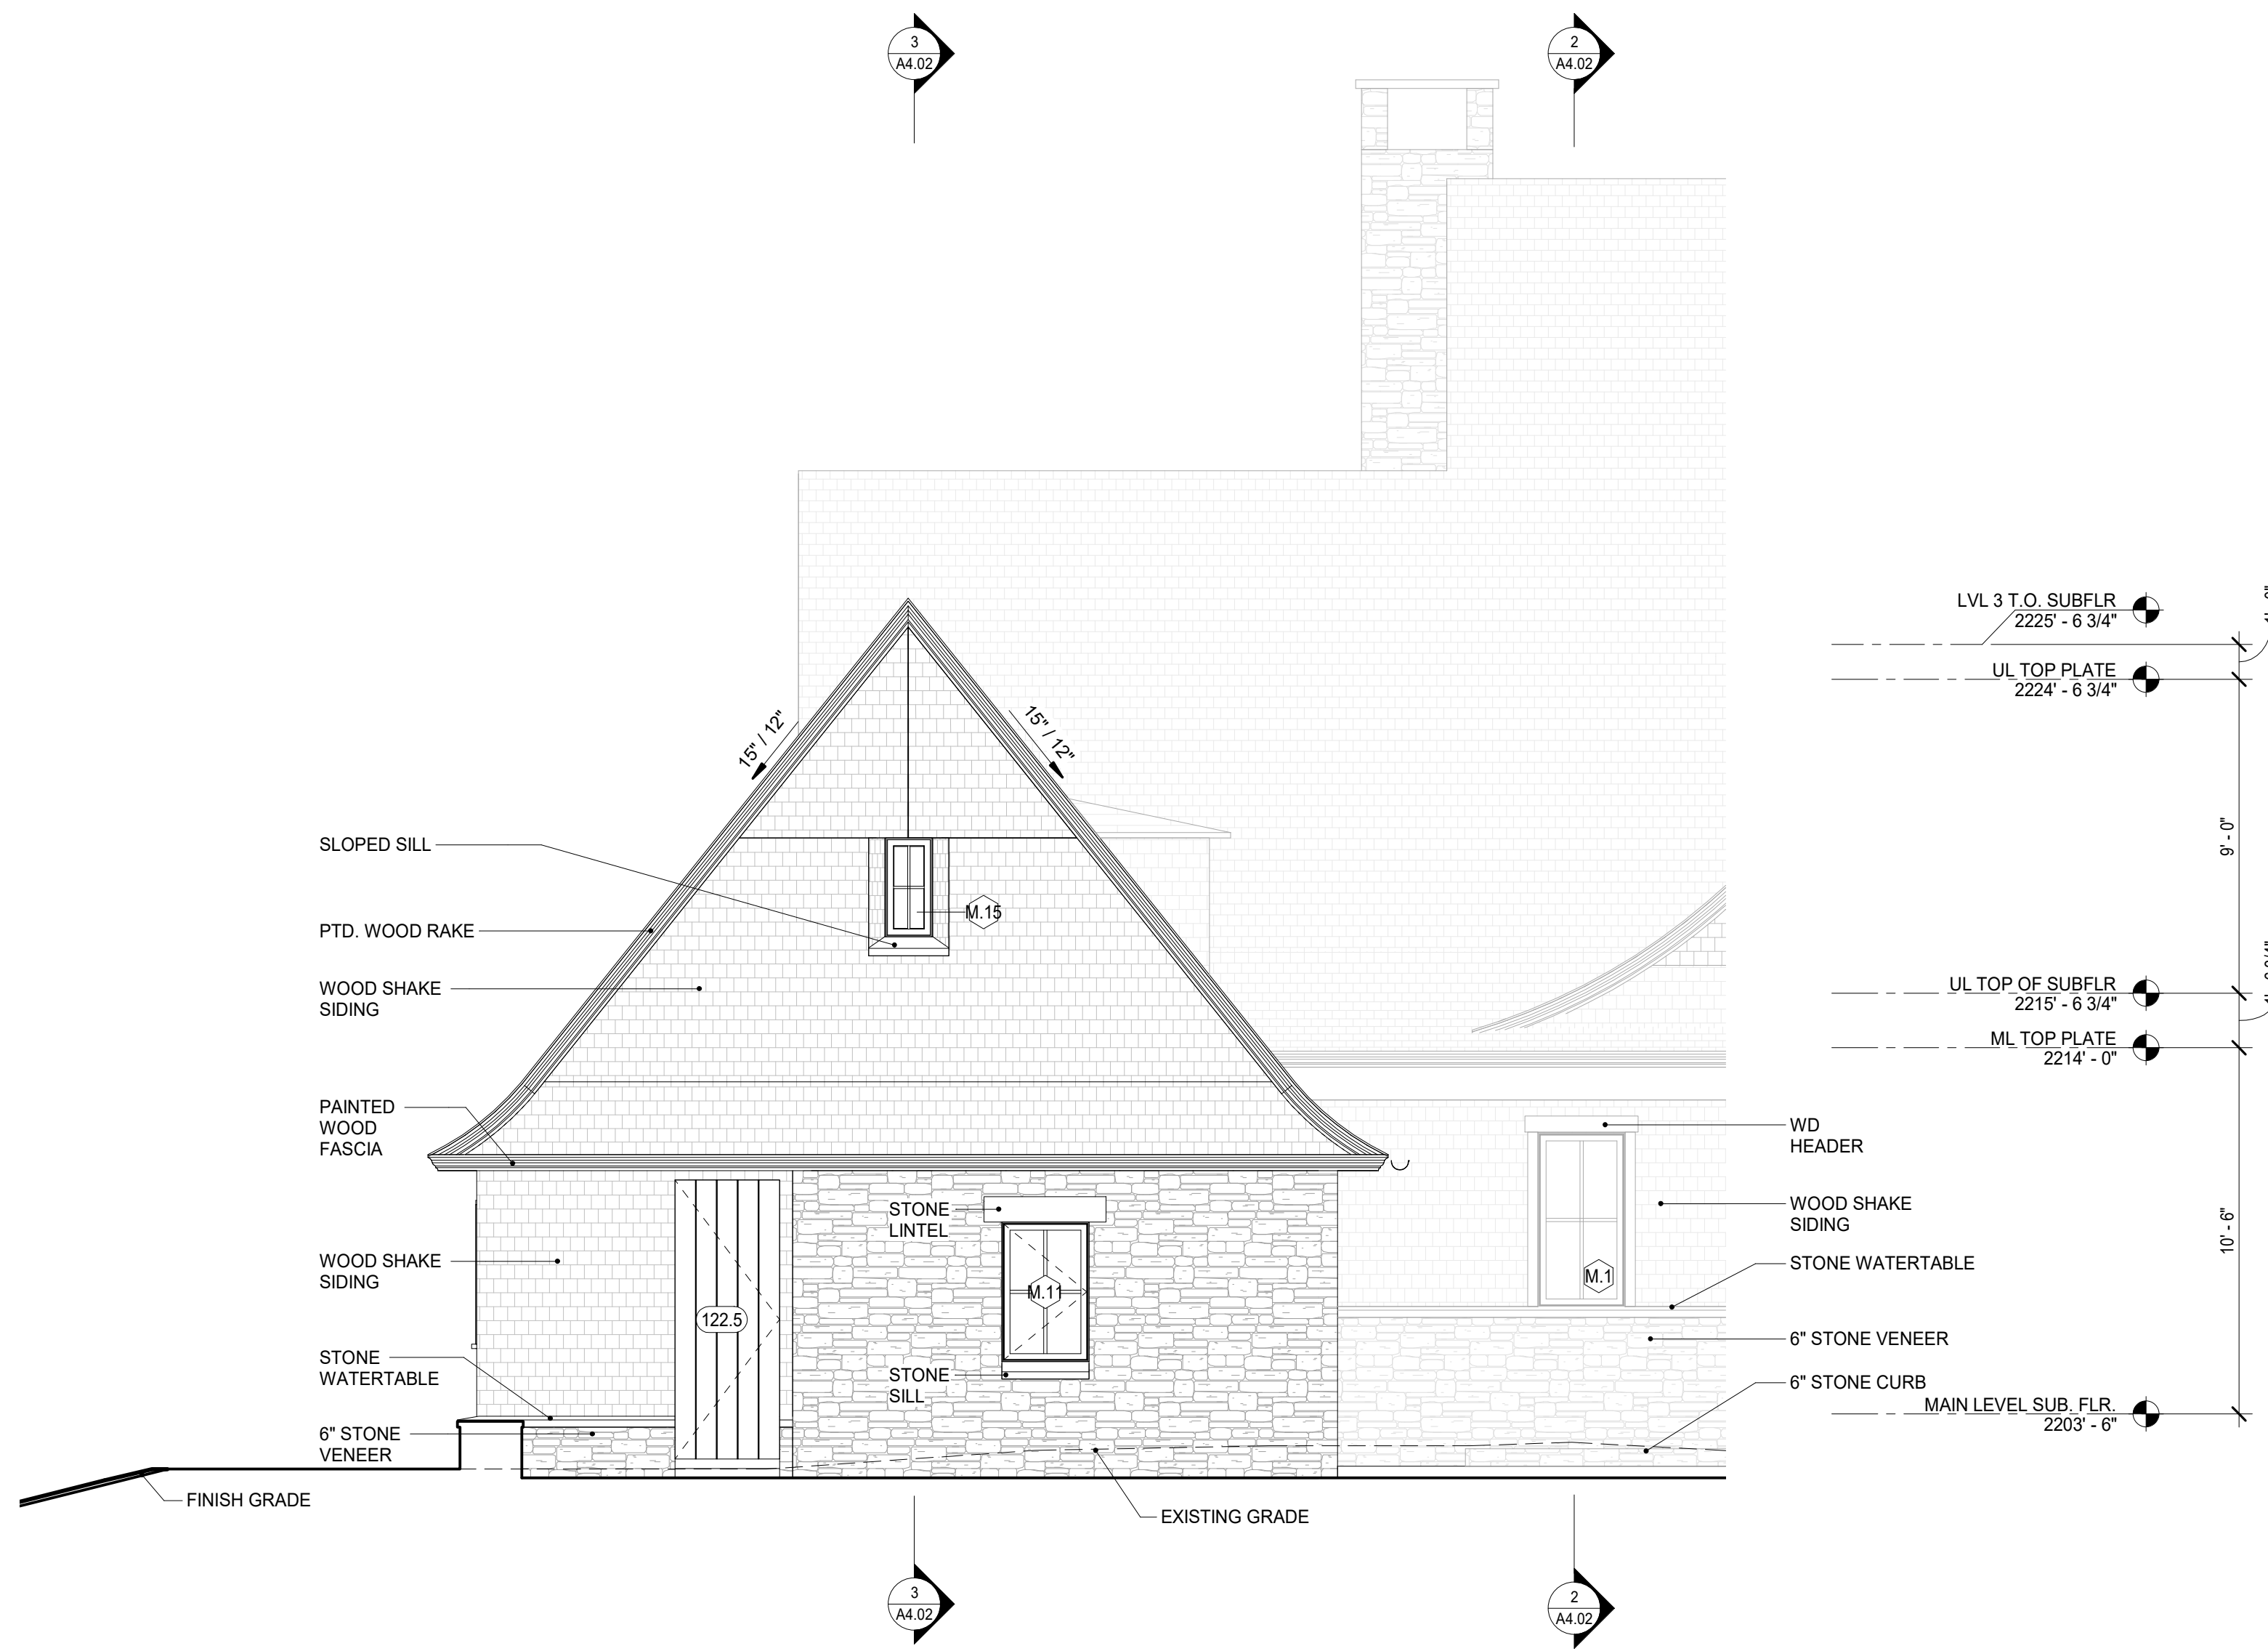 3
A4.02
2
A4.02
LVL 3 T.O. SUBFLR
2225' - 6 3/4"
UL TOP PLATE
2224' - 6 3/4"
15" / 12"
15" / 12"
9' - 0"
SLOPED SILL
M.15
PTD. WOOD RAKE
WOOD SHAKE
SIDING
UL TOP OF SUBFLR
2215' - 6 3/4"
ML TOP PLATE
2214' - 0"
PAINTED
WOOD
FASCIA
WD
HEADER
STONE
LINTEL
WOOD SHAKE
SIDING
10' - 6"
WOOD SHAKE
SIDING
STONE WATERTABLE
M.1
M.11
122.5
6" STONE VENEER
STONE
WATERTABLE
STONE
SILL
6" STONE CURB
MAIN LEVEL SUB. FLR.
2203' - 6"
6" STONE
VENEER
FINISH GRADE
EXISTING GRADE
3
A4.02
2
A4.02